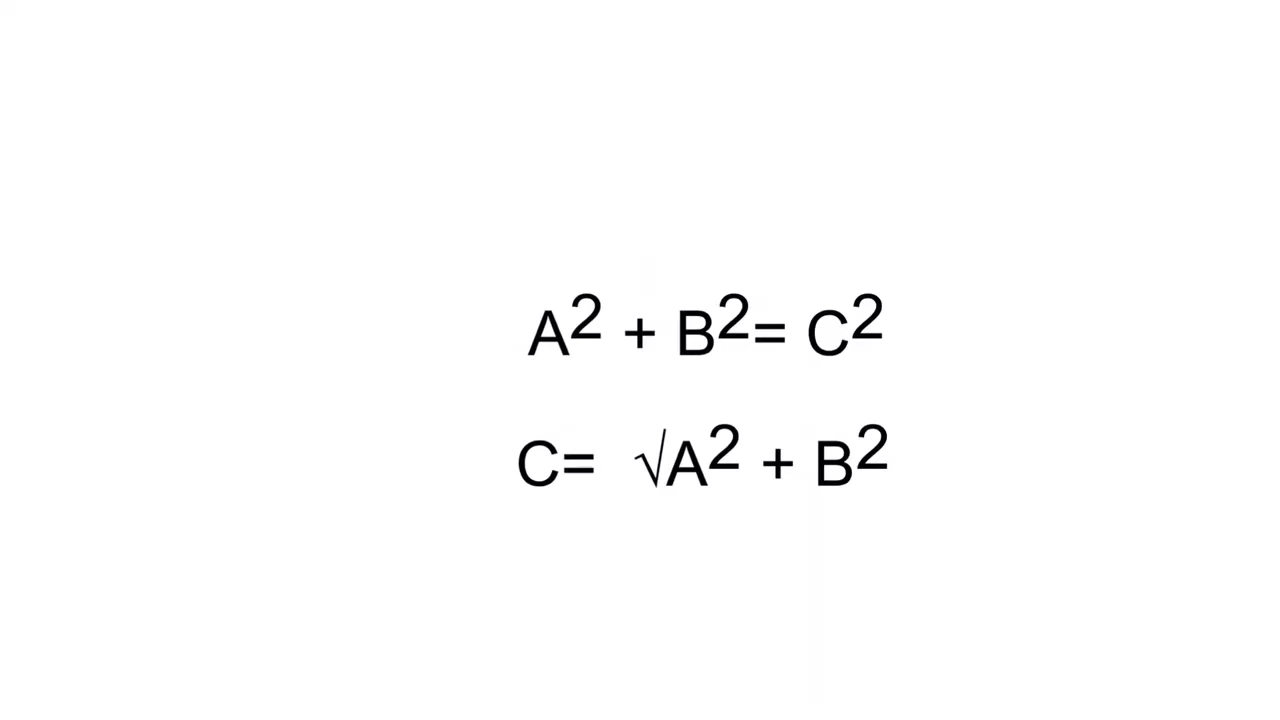 A² + B²= C²
C= √A² + B²